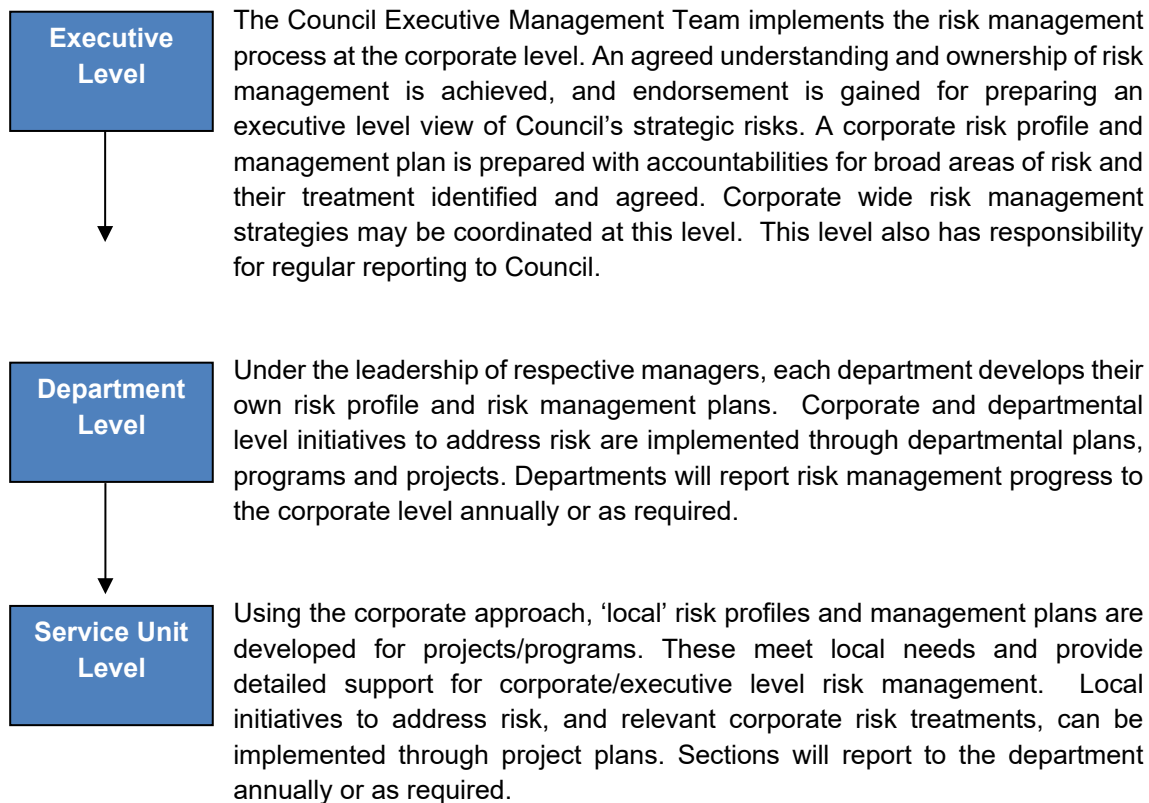 Executive
Level
The Council Executive Management Team implements the risk management
process at the corporate level. An agreed understanding and ownership of risk
management is achieved, and endorsement is gained for preparing an
executive level view of Council’s strategic risks. A corporate risk profile and
management plan is prepared with accountabilities for broad areas of risk and
their treatment identified and agreed. Corporate wide risk management
strategies may be coordinated at this level.  This level also has responsibility
for regular reporting to Council.
Department
Level
Under the leadership of respective managers, each department develops their
own risk profile and risk management plans.  Corporate and departmental
level initiatives to address risk are implemented through departmental plans,
programs and projects. Departments will report risk management progress to
the corporate level annually or as required.
Service Unit
Level
Using the corporate approach, ‘local’ risk profiles and management plans are
developed for projects/programs. These meet local needs and provide
detailed support for corporate/executive level risk management.  Local
initiatives to address risk, and relevant corporate risk treatments, can be
implemented through project plans. Sections will report to the department
annually or as required.